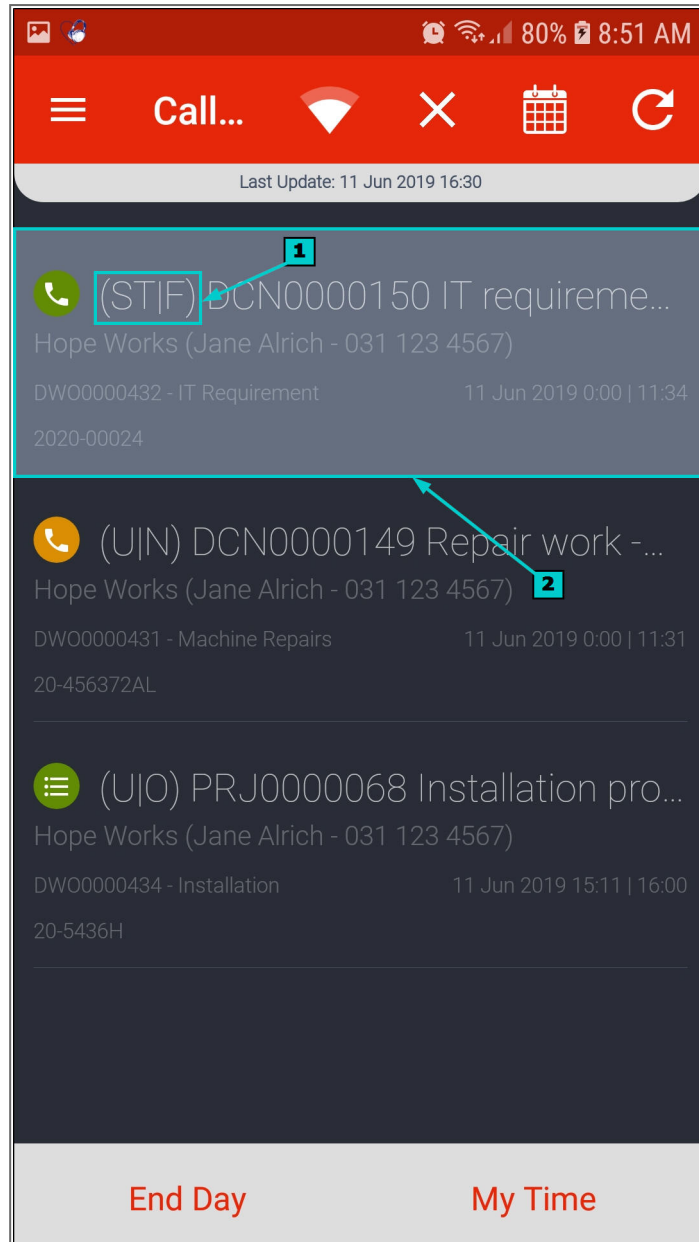 80% 8:51 AM
Call...
Last Update: 11 Jun 2019 16:30
1
(ST|F) DCN0000150 IT requireme...
Hope Works (Jane Alrich - 031 123 4567)
DWO0000432 - IT Requirement 11 Jun 2019 0:00 | 11:34
2020-00024
(U|N) DCN0000149 Repair work -...
Hope Works (Jane Alrich - 031 123 4567)
2
DWO0000431 - Machine Repairs 11 Jun 2019 0:00 | 11:31
20-456372AL
(U|O) PRJ0000068 Installation pro...
Hope Works (Jane Alrich - 031 123 4567)
DWO0000434 - Installation 11 Jun 2019 15:11 | 16:00
20-5436H
End Day My Time